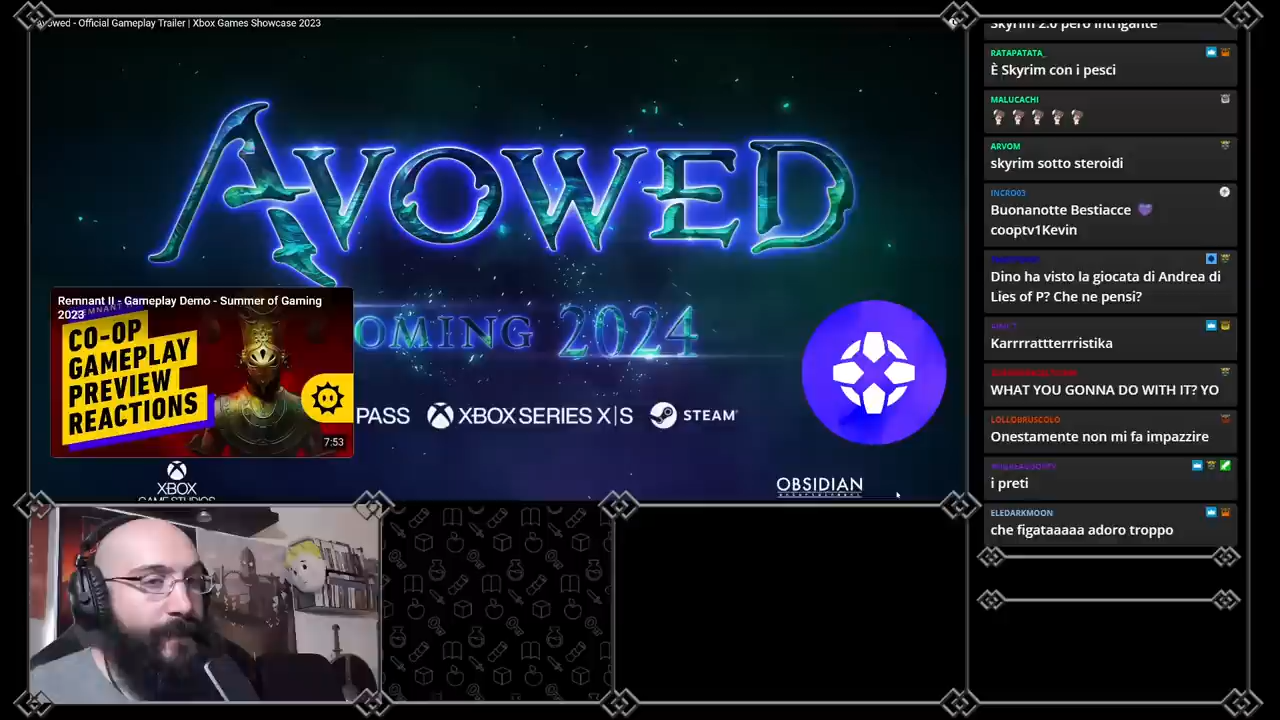 Avowed - Official Gameplay Trailer | Xbox Games Showcase 2023
AVOWED
COMING 2024
Remnant II - Gameplay Demo - Summer of Gaming
2023
CO-OP
GAMEPLAY
PREVIEW
REACTIONS
7:53
PASS
XBOX SERIES X|S
STEAM
XBOX
GAME STUDIOS
OBSIDIAN
Skyrim 2.0 pero intrigante
RATAPATATA_
È Skyrim con i pesci
MALUCACHI
ARVOM
skyrim sotto steroidi
INCRO03
Buonanotte Bestiacce
cooptv1Kevin
Dino ha visto la giocata di Andrea di
Lies of P? Che ne pensi?
Karrrrattterrristika
WHAT YOU GONNA DO WITH IT? YO
LOLLOBRUSCOLO
Onestamente non mi fa impazzire
i preti
ELEDARKMOON
che figataaaaa adoro troppo